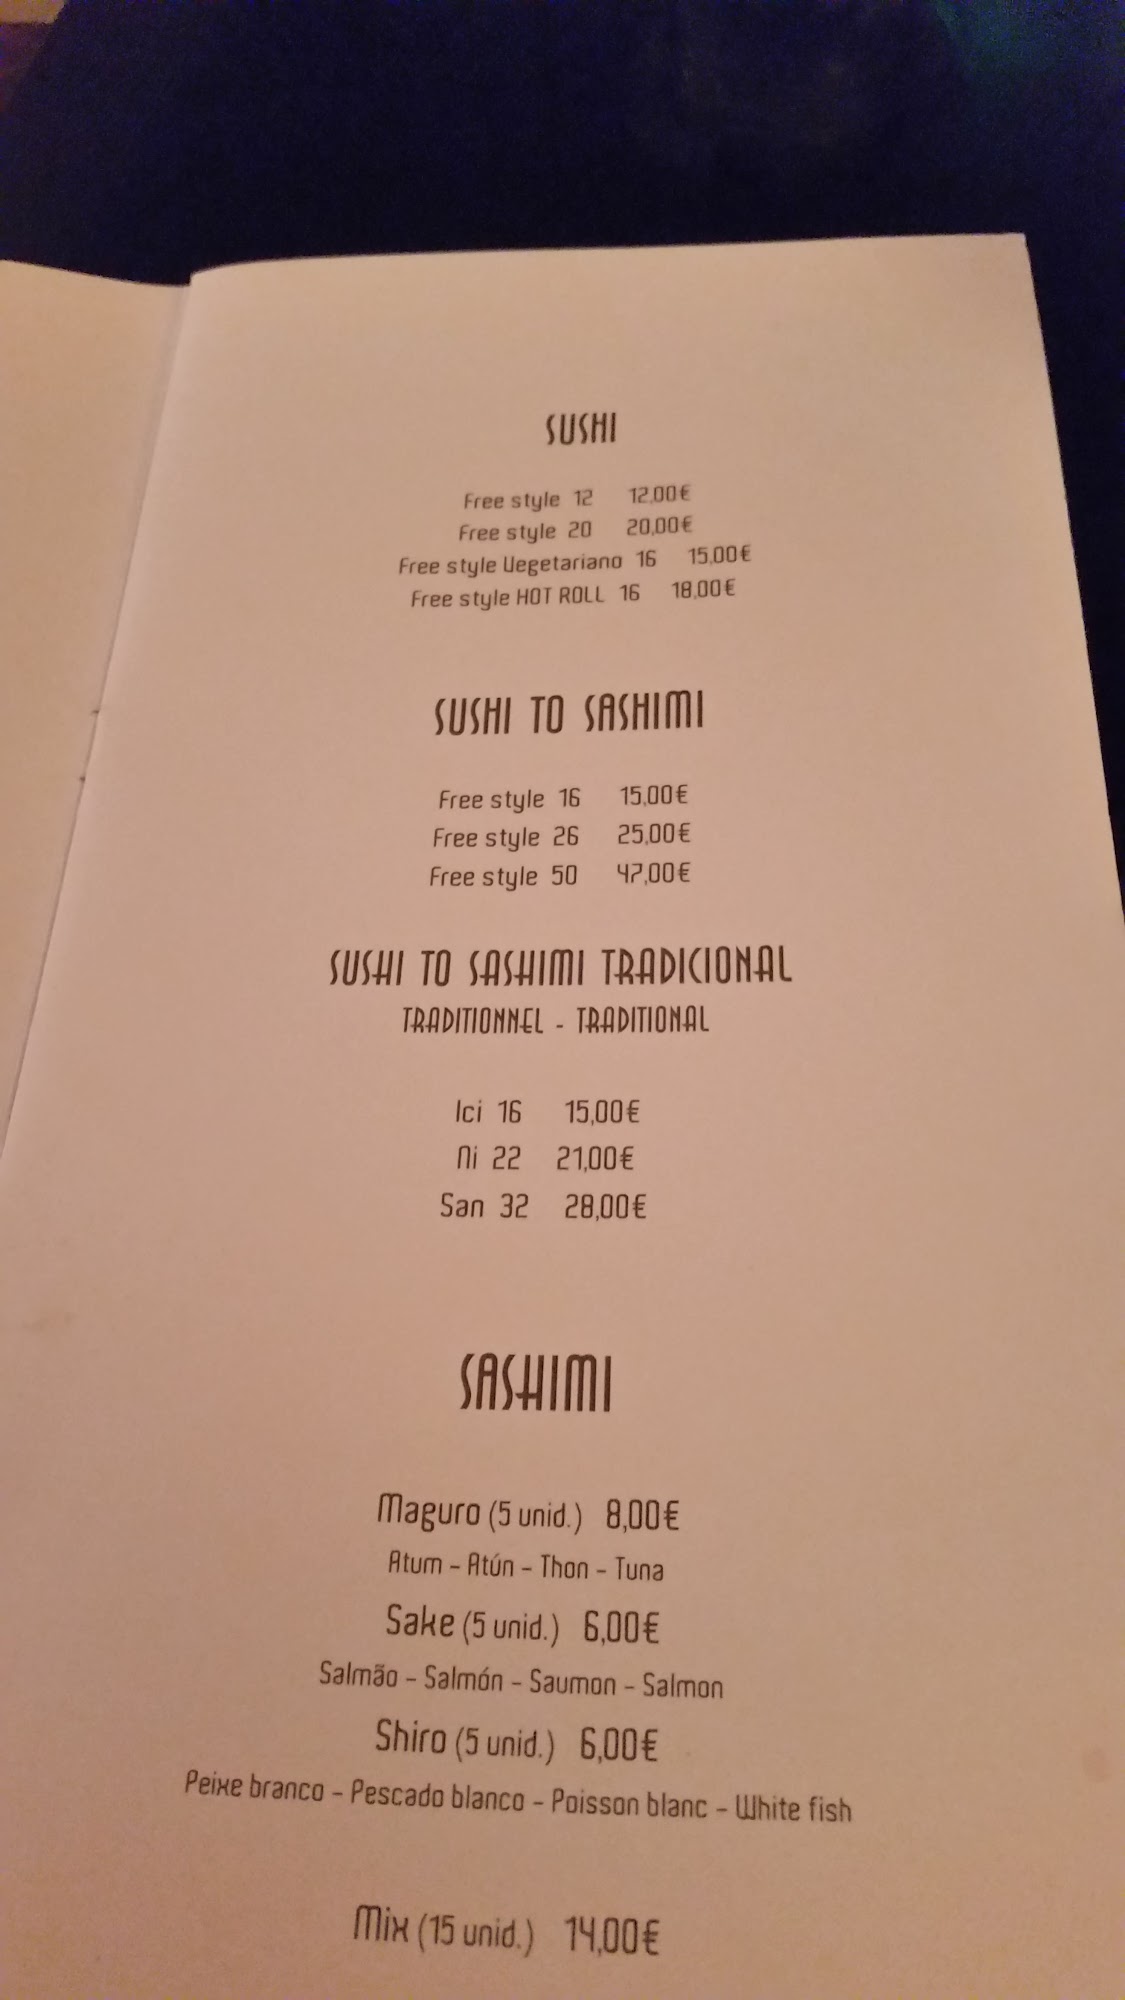 SUSHI
Free style 12 12,00€
Free style 20 20,00€
Free style Vegetariano 16 15,00€
Free style HOT ROLL 16 18,00€
SUSHI TO SASHIMI
Free style 16 15,00€
Free style 26 25,00€
Free style 50 47,00€
SUSHI TO SASHIMI TRADICIONAL
TRADITIONNEL - TRADITIONAL
Ici 16 15,00€
Ni 22 21,00€
San 32 28,00€
SASHIMI
Maguro (5 unid.) 8,00€
Atum - Atún - Thon - Tuna
Sake (5 unid.) 6,00€
Salmão - Salmón - Saumon - Salmon
Shiro (5 unid.) 6,00€
Peixe branco - Pescado blanco - Poisson blanc - White fish
Mix (15 unid.) 14,00€